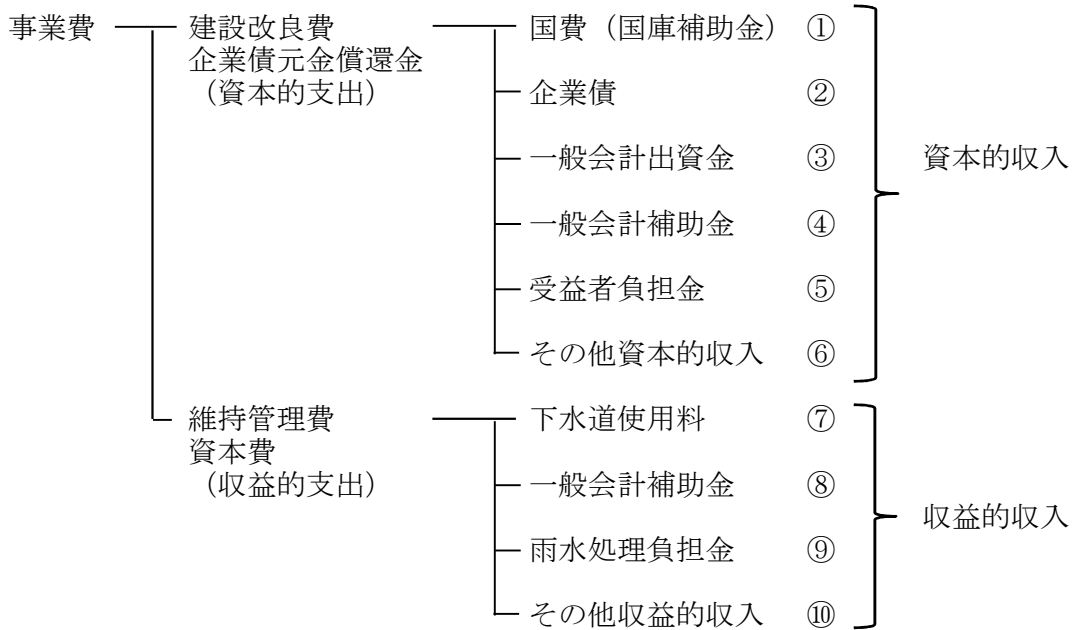 事業費
建設改良費
企業債元金償還金
（資本的支出）
国費（国庫補助金） ①
企業債 ②
一般会計出資金 ③
一般会計補助金 ④
受益者負担金 ⑤
その他資本的収入 ⑥
資本的収入
維持管理費
資本費
（収益的支出）
下水道使用料 ⑦
一般会計補助金 ⑧
雨水処理負担金 ⑨
その他収益的収入 ⑩
収益的収入